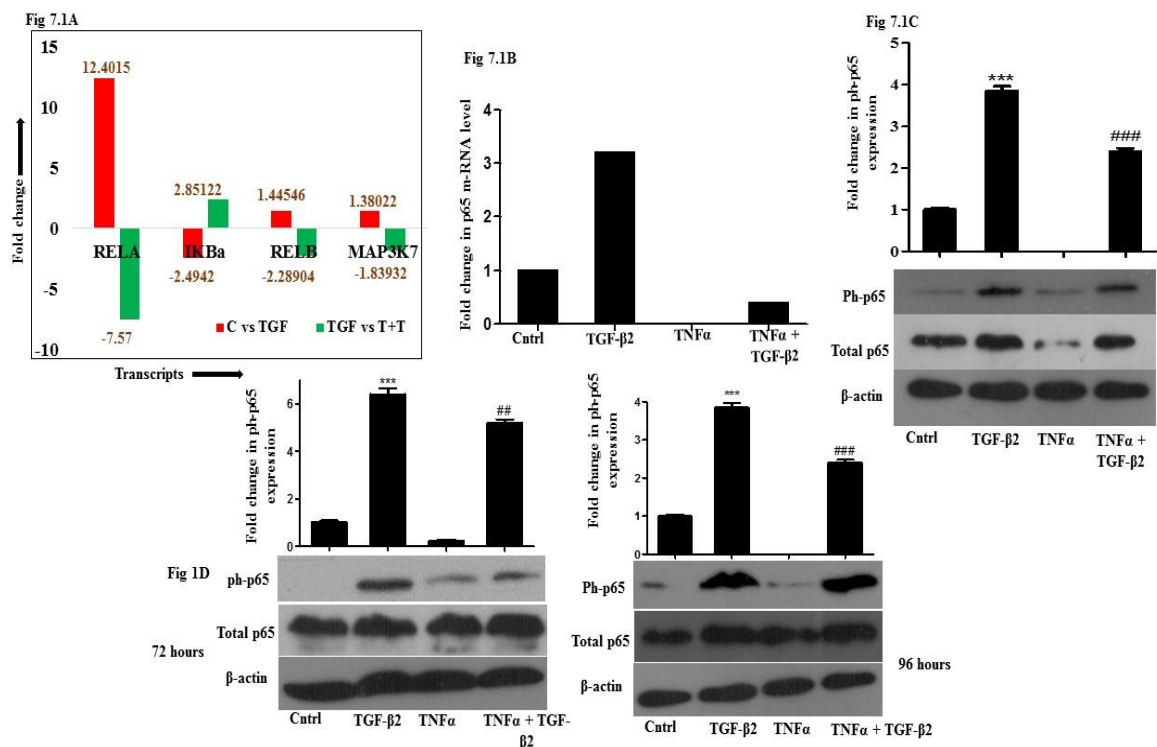 Fig 7.1A
15
10
5
0
-5
-10
Fold change
12.4015
2.85122
1.44546
1.38022
RELA
IKBa
RELB
MAP3K7
-2.4942
-2.28904
-1.83932
-7.57
C vs TGF
TGF vs T+T
Transcripts
Fig 7.1B
Fold change in p65 m-RNA level
4
3
2
1
0
Cntrl
TGF-β2
TNFα
TNFα +
TGF-β2
Fig 7.1C
Fold change in ph-p65
expression
5
4
3
2
1
0
***
###
Ph-p65
Total p65
β-actin
Cntrl
TGF-β2
TNFα
TNFα +
TGF-β2
Fig 1D
Fold change in ph-p65
expression
6
4
2
0
***
##
ph-p65
Total p65
72 hours
β-actin
Cntrl
TGF-β2
TNFα
TNFα + TGF-
β2
Fold change in ph-p65
expression
4
3
2
1
0
***
###
Ph-p65
Total p65
96 hours
β-actin
Cntrl
TGF-β2
TNFα
TNFα + TGF-β2